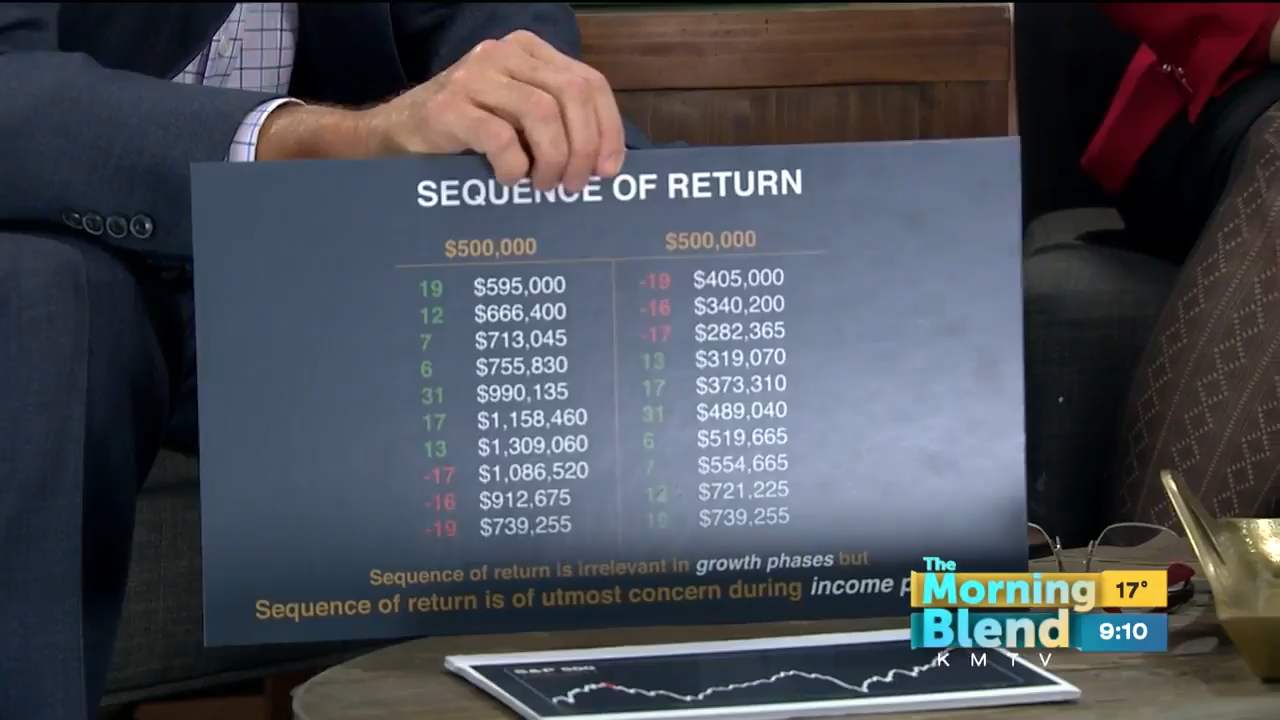 SEQUENCE OF RETURN
$500,000 $500,000
19 $595,000 -19 $405,000
12 $666,400 -16 $340,200
7 $713,045 -17 $282,365
6 $755,830 13 $319,070
31 $990,135 17 $373,310
17 $1,158,460 31 $489,040
13 $1,309,060 6 $519,665
-17 $1,086,520 7 $554,665
-16 $912,675 12 $721,225
-19 $739,255 19 $739,255
Sequence of return is irrelevant in growth phases but
Sequence of return is of utmost concern during income
The
Morning 17°
Blend 9:10
KMTV
S&P 500